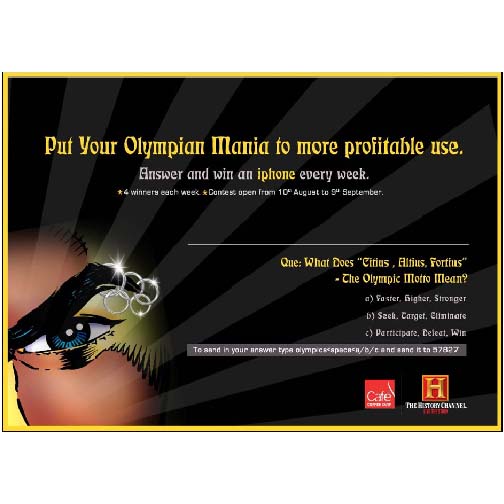 Put Your Olympian Mania to more profitable use.
Answer and win an iphone every week.
★4 winners each week.★Contest open from 10th August to 9th September.
Que: What Does "Citius , Altius, Fortius"
- The Olympic Motto Mean?
a) Faster, Higher, Stronger
b) Seek, Target, Eliminate
c) Participate, Defeat, Win
To send in your answer type olympics<space>a/b/c and send it to 57827
Café
COFFEE DAY
H
THE HISTORY CHANNEL